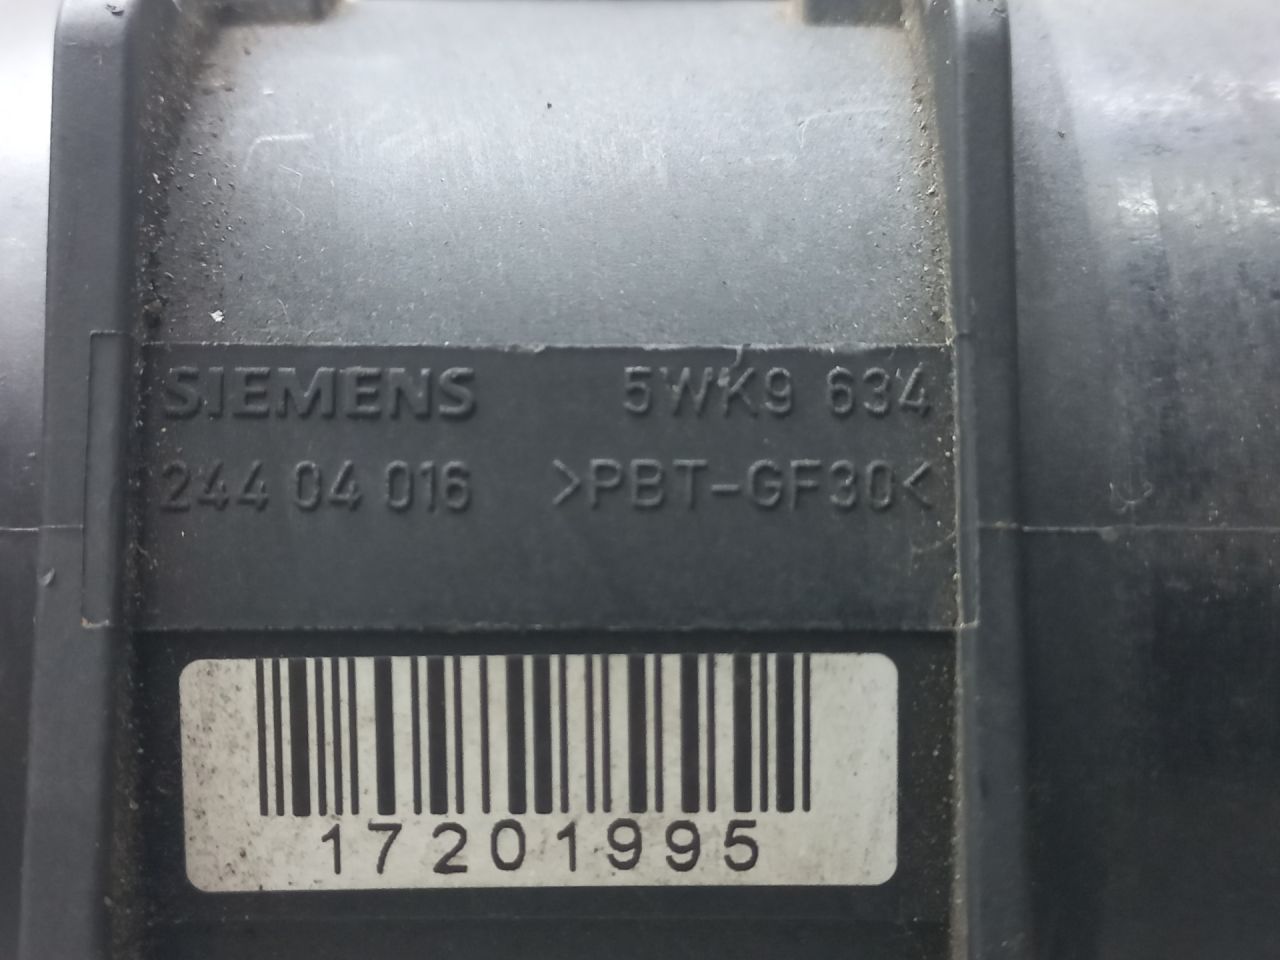 SIEMENS 5WK9 634
244 04 016 >PBT-GF30<
17201995